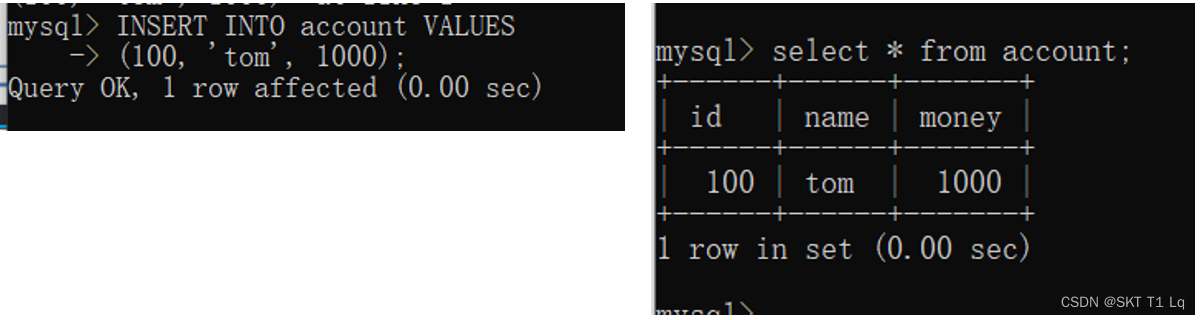 mysql> INSERT INTO account VALUES
    -> (100, 'tom', 1000);
Query OK, 1 row affected (0.00 sec)
mysql> select * from account;
+------+------+-------+
| id   | name | money |
+------+------+-------+
|  100 | tom  |  1000 |
+------+------+-------+
1 row in set (0.00 sec)
mysql>
CSDN @SKT T1 Lq